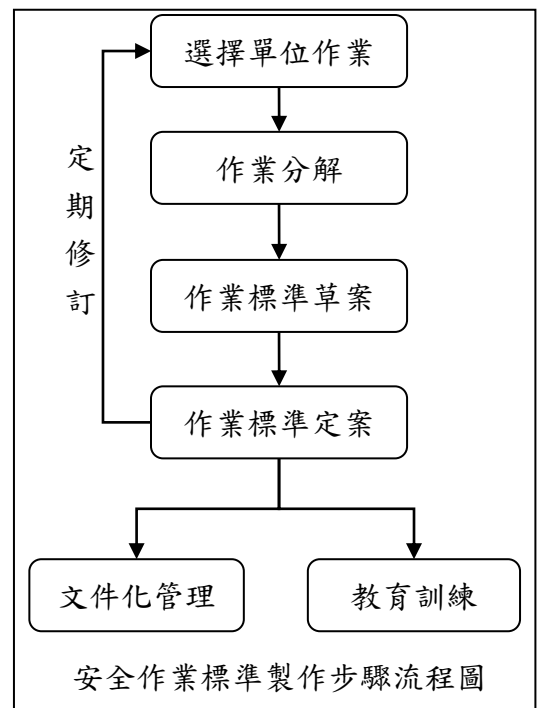 選擇單位作業
作業分解
定期修訂
作業標準草案
作業標準定案
文件化管理
教育訓練
安全作業標準製作步驟流程圖